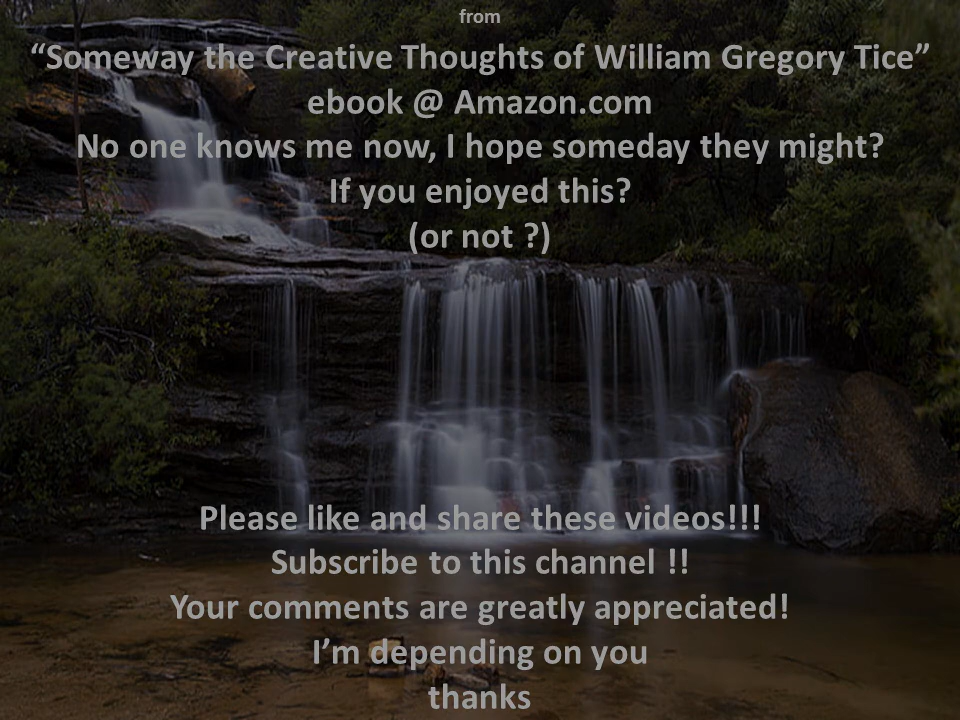 from
“Someway the Creative Thoughts of William Gregory Tice”
ebook @ Amazon.com
No one knows me now, I hope someday they might?
If you enjoyed this?
(or not ?)
Please like and share these videos!!!
Subscribe to this channel !!
Your comments are greatly appreciated!
I’m depending on you
thanks